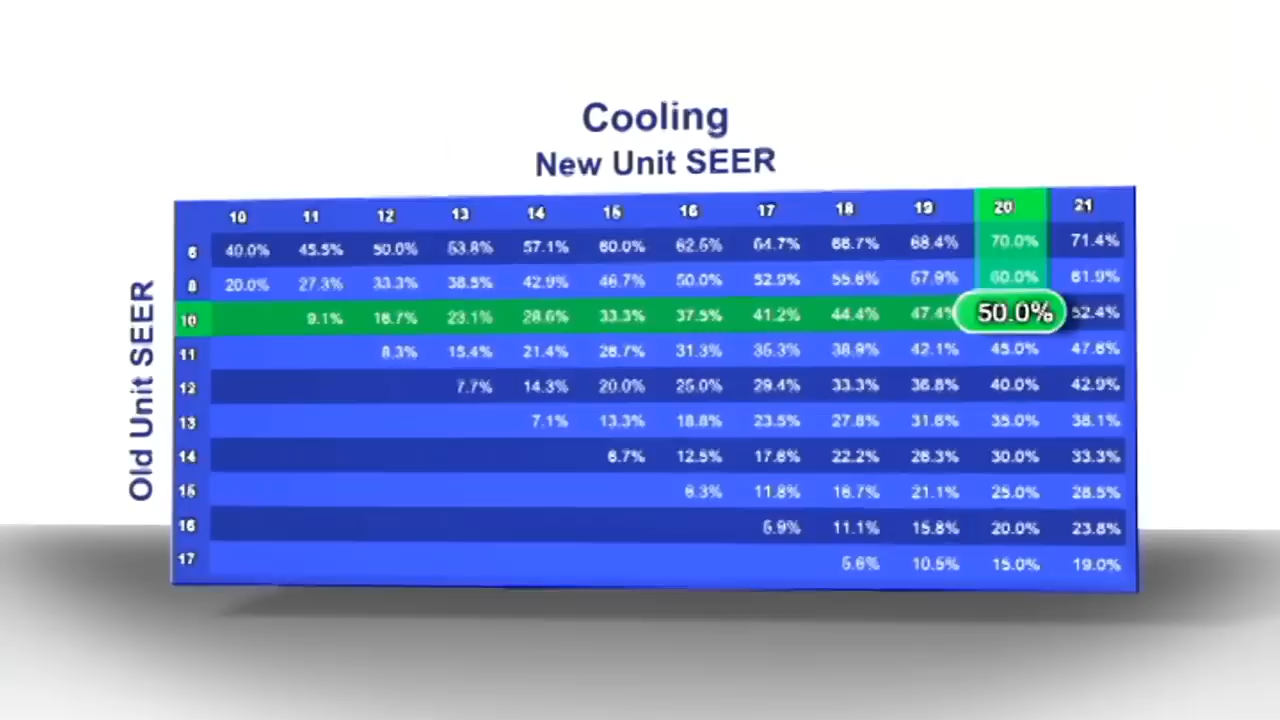 Cooling
New Unit SEER
Old Unit SEER
10 11 12 13 14 15 16 17 18 19 20 21
6 40.0% 45.5% 50.0% 53.8% 57.1% 60.0% 62.5% 64.7% 66.7% 68.4% 70.0% 71.4%
8 20.0% 27.3% 33.3% 38.5% 42.9% 46.7% 50.0% 52.9% 55.6% 57.9% 60.0% 61.9%
10 9.1% 16.7% 23.1% 28.6% 33.3% 37.5% 41.2% 44.4% 47.4% 50.0% 52.4%
11 8.3% 15.4% 21.4% 26.7% 31.3% 35.3% 38.9% 42.1% 45.0% 47.6%
12 7.7% 14.3% 20.0% 25.0% 29.4% 33.3% 36.8% 40.0% 42.9%
13 7.1% 13.3% 18.8% 23.5% 27.8% 31.6% 35.0% 38.1%
14 6.7% 12.5% 17.6% 22.2% 26.3% 30.0% 33.3%
15 6.3% 11.8% 16.7% 21.1% 25.0% 28.5%
16 5.9% 11.1% 15.8% 20.0% 23.8%
17 5.6% 10.5% 15.0% 19.0%